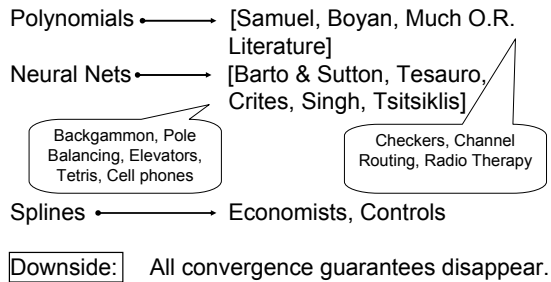 Polynomials [Samuel, Boyan, Much O.R.
Literature]
Neural Nets [Barto & Sutton, Tesauro,
Crites, Singh, Tsitsiklis]
Backgammon, Pole
Balancing, Elevators,
Tetris, Cell phones
Checkers, Channel
Routing, Radio Therapy
Splines Economists, Controls
Downside: All convergence guarantees disappear.